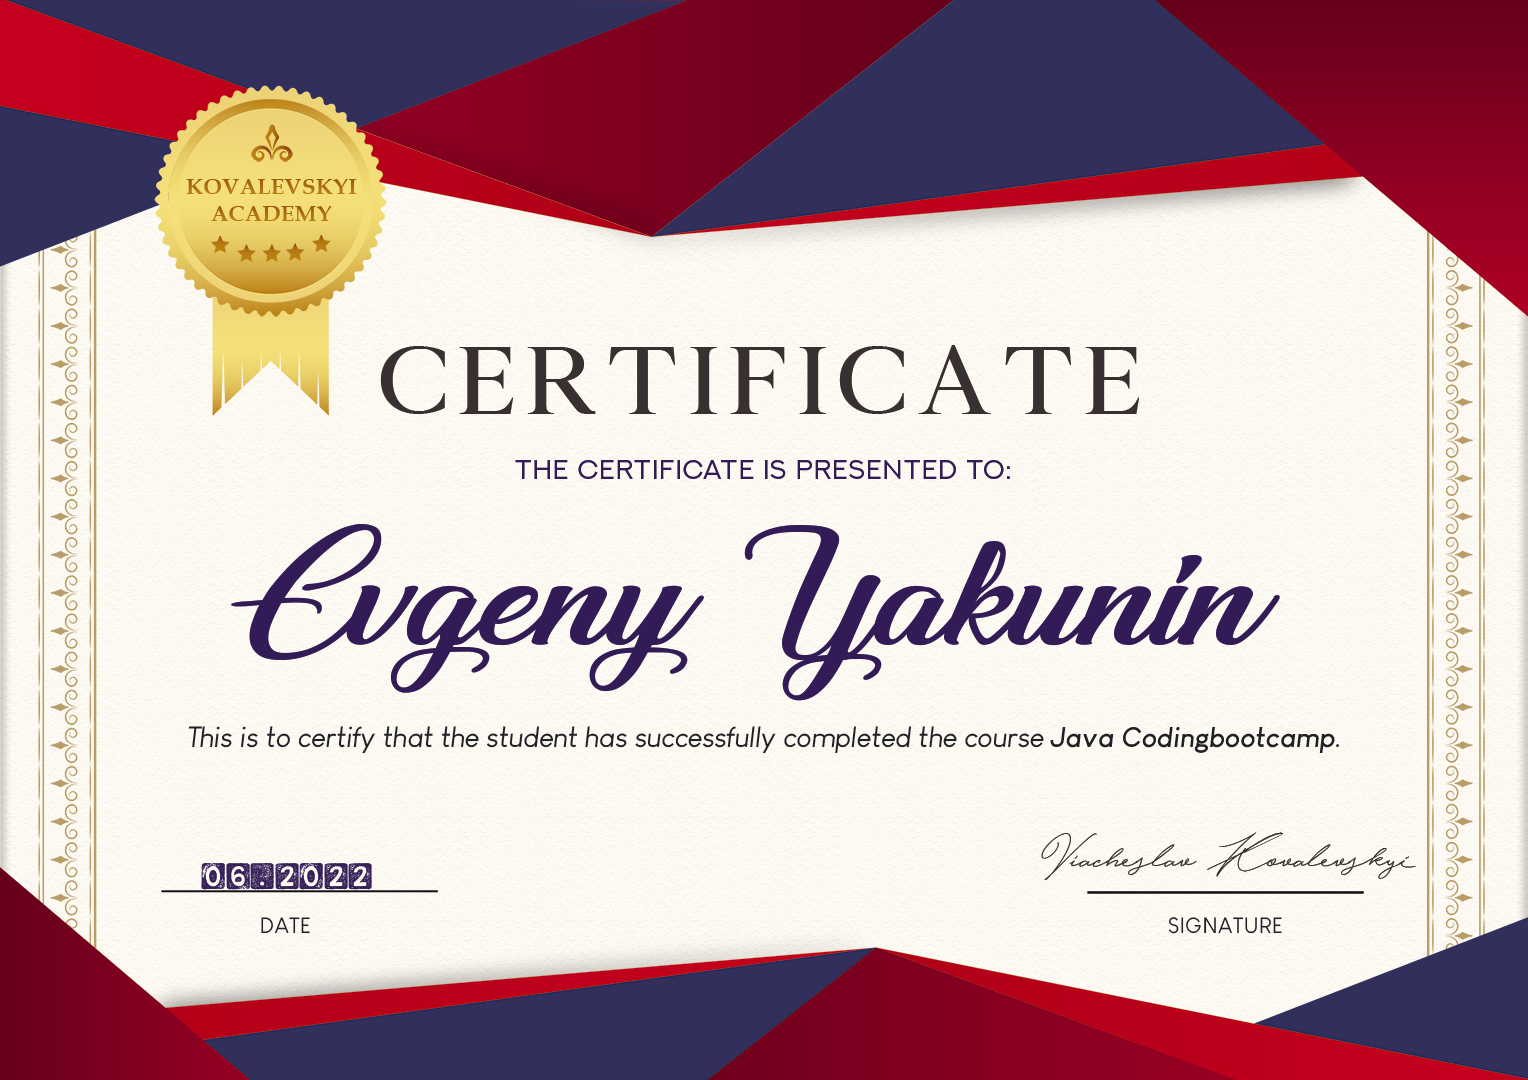 KOVALEVSKYI
ACADEMY
CERTIFICATE
THE CERTIFICATE IS PRESENTED TO:
Evgeny Yakunin
This is to certify that the student has successfully completed the course Java Codingbootcamp.
06.2022
Viacheslav Kovalevskyi
DATE
SIGNATURE